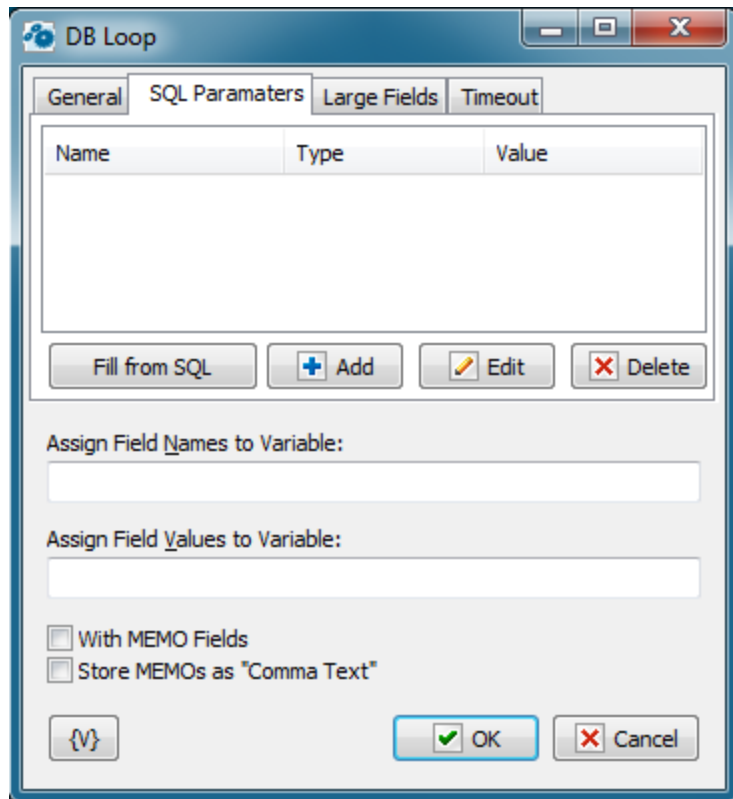 DB Loop
General SQL Paramaters Large Fields Timeout
Name Type Value
Fill from SQL Add Edit Delete
Assign Field Names to Variable:
Assign Field Values to Variable:
With MEMO Fields
Store MEMOs as "Comma Text"
{V} OK Cancel